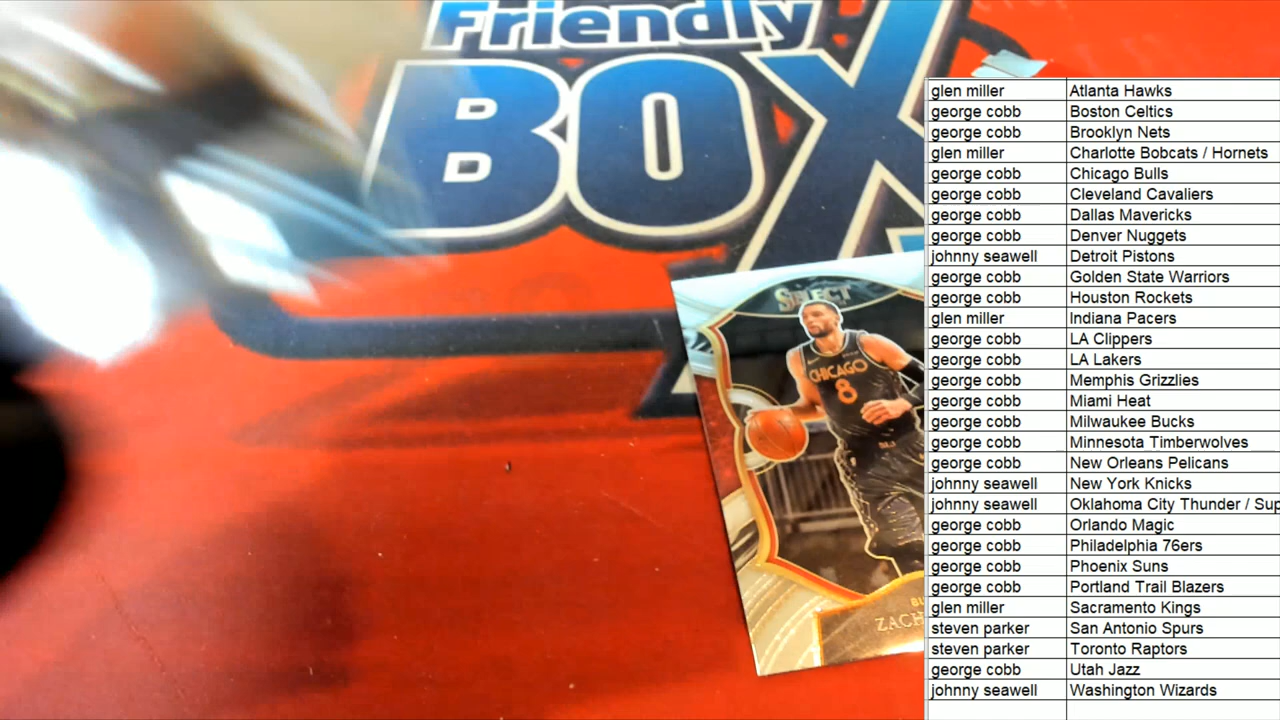 Friendly
BOX
SELECT
CHICAGO
8
ZACH
glen miller Atlanta Hawks
george cobb Boston Celtics
george cobb Brooklyn Nets
glen miller Charlotte Bobcats / Hornets
george cobb Chicago Bulls
george cobb Cleveland Cavaliers
george cobb Dallas Mavericks
george cobb Denver Nuggets
johnny seawell Detroit Pistons
george cobb Golden State Warriors
george cobb Houston Rockets
glen miller Indiana Pacers
george cobb LA Clippers
george cobb LA Lakers
george cobb Memphis Grizzlies
george cobb Miami Heat
george cobb Milwaukee Bucks
george cobb Minnesota Timberwolves
george cobb New Orleans Pelicans
johnny seawell New York Knicks
johnny seawell Oklahoma City Thunder / Sup
george cobb Orlando Magic
george cobb Philadelphia 76ers
george cobb Phoenix Suns
george cobb Portland Trail Blazers
glen miller Sacramento Kings
steven parker San Antonio Spurs
steven parker Toronto Raptors
george cobb Utah Jazz
johnny seawell Washington Wizards